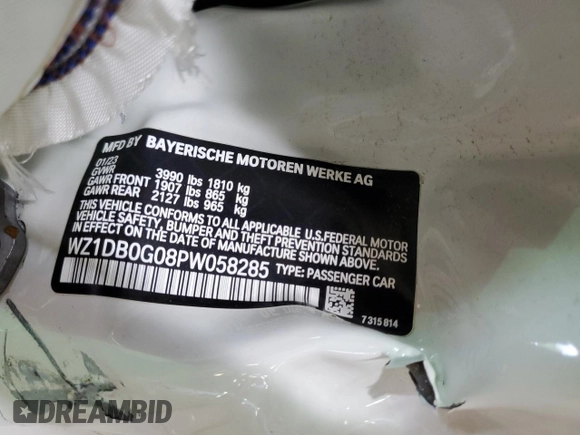 MFD BY BAYERISCHE MOTOREN WERKE AG
01/23
GVWR 3990 lbs 1810 kg
GAWR FRONT 1907 lbs 865 kg
GAWR REAR 2127 lbs 965 kg
THIS VEHICLE CONFORMS TO ALL APPLICABLE U.S.FEDERAL MOTOR
VEHICLE SAFETY, BUMPER AND THEFT PREVENTION STANDARDS
IN EFFECT ON THE DATE OF MANUFACTURE SHOWN ABOVE.
WZ1DB0G08PW058285 TYPE: PASSENGER CAR
7 315 814
DREAMBID